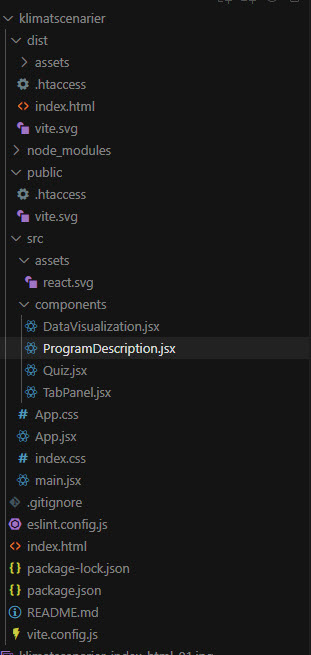 klimatscenarier
dist
assets
.htaccess
index.html
vite.svg
node_modules
public
.htaccess
vite.svg
src
assets
react.svg
components
DataVisualization.jsx
ProgramDescription.jsx
Quiz.jsx
TabPanel.jsx
App.css
App.jsx
index.css
main.jsx
.gitignore
eslint.config.js
index.html
package-lock.json
package.json
README.md
vite.config.js